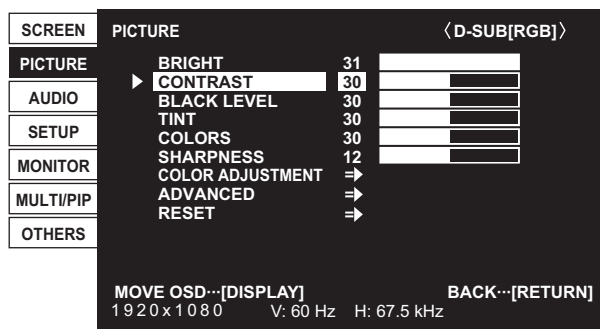 SCREEN
PICTURE
AUDIO
SETUP
MONITOR
MULTI/PIP
OTHERS
PICTURE 〈D-SUB[RGB]〉
BRIGHT 31
CONTRAST 30
BLACK LEVEL 30
TINT 30
COLORS 30
SHARPNESS 12
COLOR ADJUSTMENT
ADVANCED
RESET
MOVE OSD···[DISPLAY] BACK···[RETURN]
1920x1080 V: 60 Hz H: 67.5 kHz